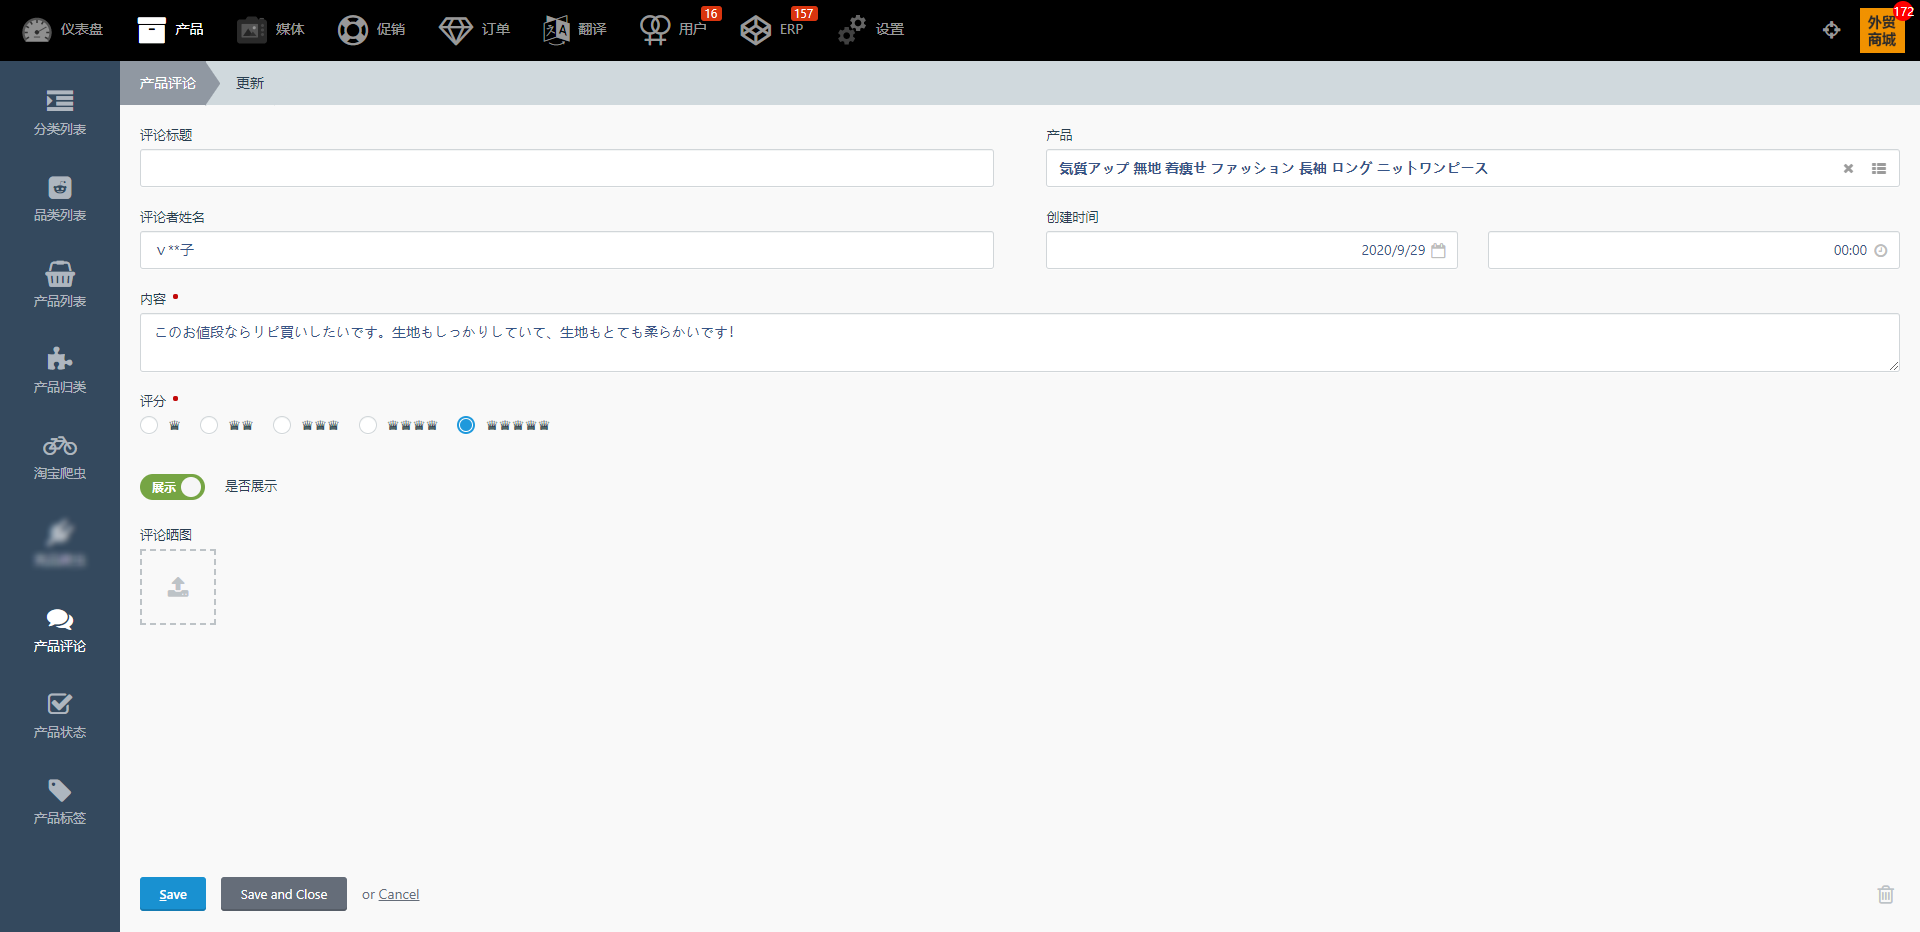 仪表盘 产品 媒体 促销 订单 翻译 用户 16 ERP 157 设置 外贸商城 172
产品评论 更新
分类列表
品类列表
产品列表
产品归类
淘宝爬虫
产品评论
产品状态
产品标签
评论标题
产品
気質アップ 無地 着痩せ ファッション 長袖 ロング ニットワンピース
评论者姓名
v**子
创建时间
2020/9/29 00:00
内容
このお値段ならリピ買いしたいです。生地もしっかりしていて、生地もとても柔らかいです!
评分
展示 是否展示
评论晒图
Save Save and Close or Cancel